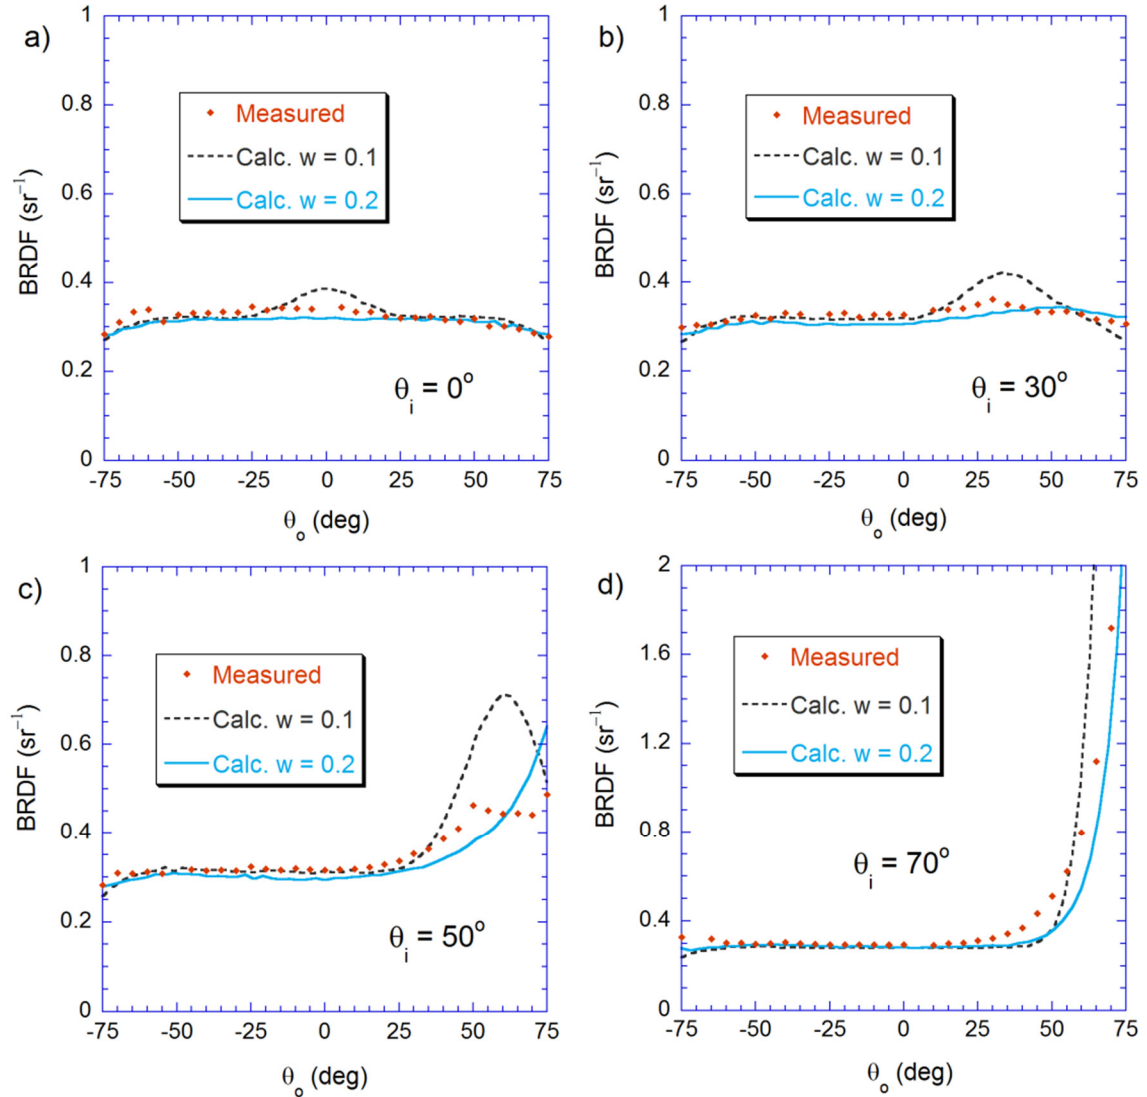 a)
1
0.8
0.6
0.4
0.2
0
BRDF (sr⁻¹)
Measured
Calc. w = 0.1
Calc. w = 0.2
θi = 0o
-75 -50 -25 0 25 50 75
θo (deg)
b)
1
0.8
0.6
0.4
0.2
0
BRDF (sr⁻¹)
Measured
Calc. w = 0.1
Calc. w = 0.2
θi = 30o
-75 -50 -25 0 25 50 75
θo (deg)
c)
1
0.8
0.6
0.4
0.2
0
BRDF (sr⁻¹)
Measured
Calc. w = 0.1
Calc. w = 0.2
θi = 50o
-75 -50 -25 0 25 50 75
θo (deg)
d)
2
1.6
1.2
0.8
0.4
0
BRDF (sr⁻¹)
Measured
Calc. w = 0.1
Calc. w = 0.2
θi = 70o
-75 -50 -25 0 25 50 75
θo (deg)